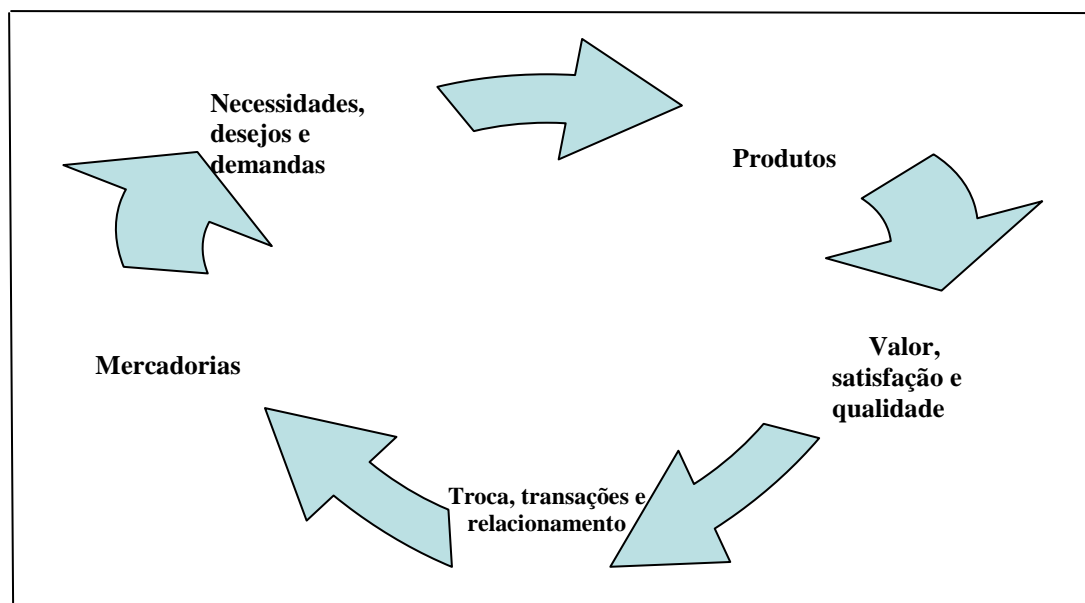 Necessidades,
desejos e
demandas
Produtos
Valor,
satisfação e
qualidade
Troca, transações e
relacionamento
Mercadorias